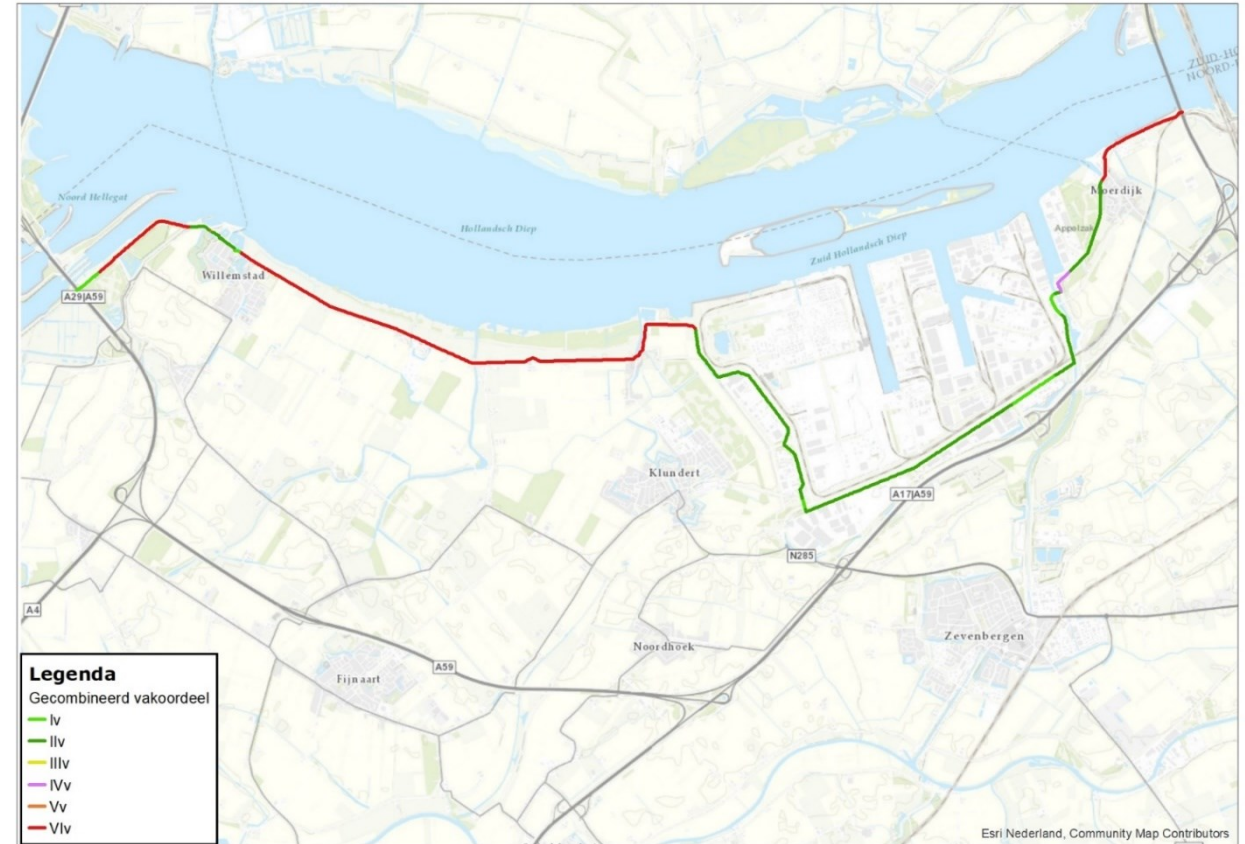 ZUID-HO
NOORD-
Noord Hellegat
Hollandsch Diep
Zuid Hollandsch Diep
Moerdijk
Appelzak
Willemstad
A29|A59
Klundert
A17|A59
N285
A4
Zevenbergen
Noordhoek
A59
Fijnaart
Legenda
Gecombineerd vakoordeel
Iv
IIv
IIIv
IVv
Vv
VIv
Esri Nederland, Community Map Contributors